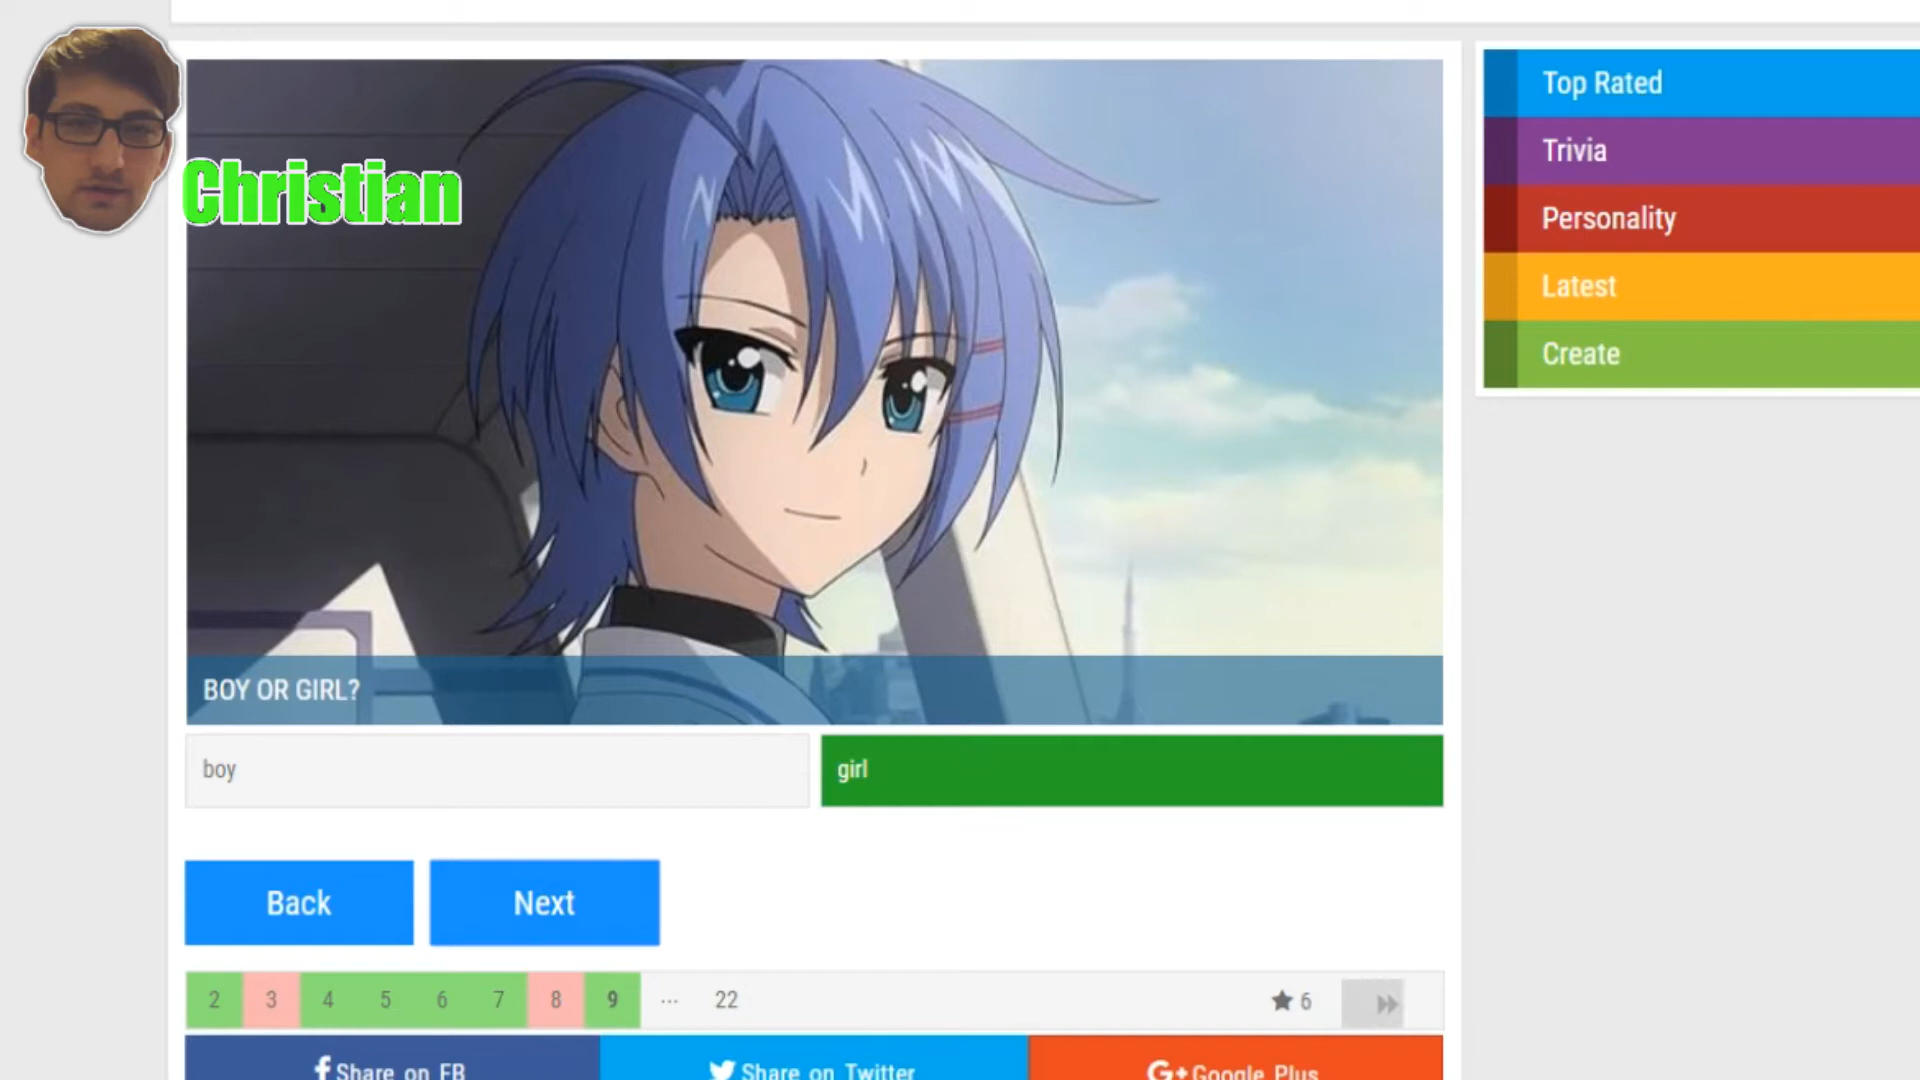 Christian
BOY OR GIRL?
boy
girl
Back
Next
2 3 4 5 6 7 8 9 ... 22
6
Share on FB
Share on Twitter
G+ Google Plus
Top Rated
Trivia
Personality
Latest
Create